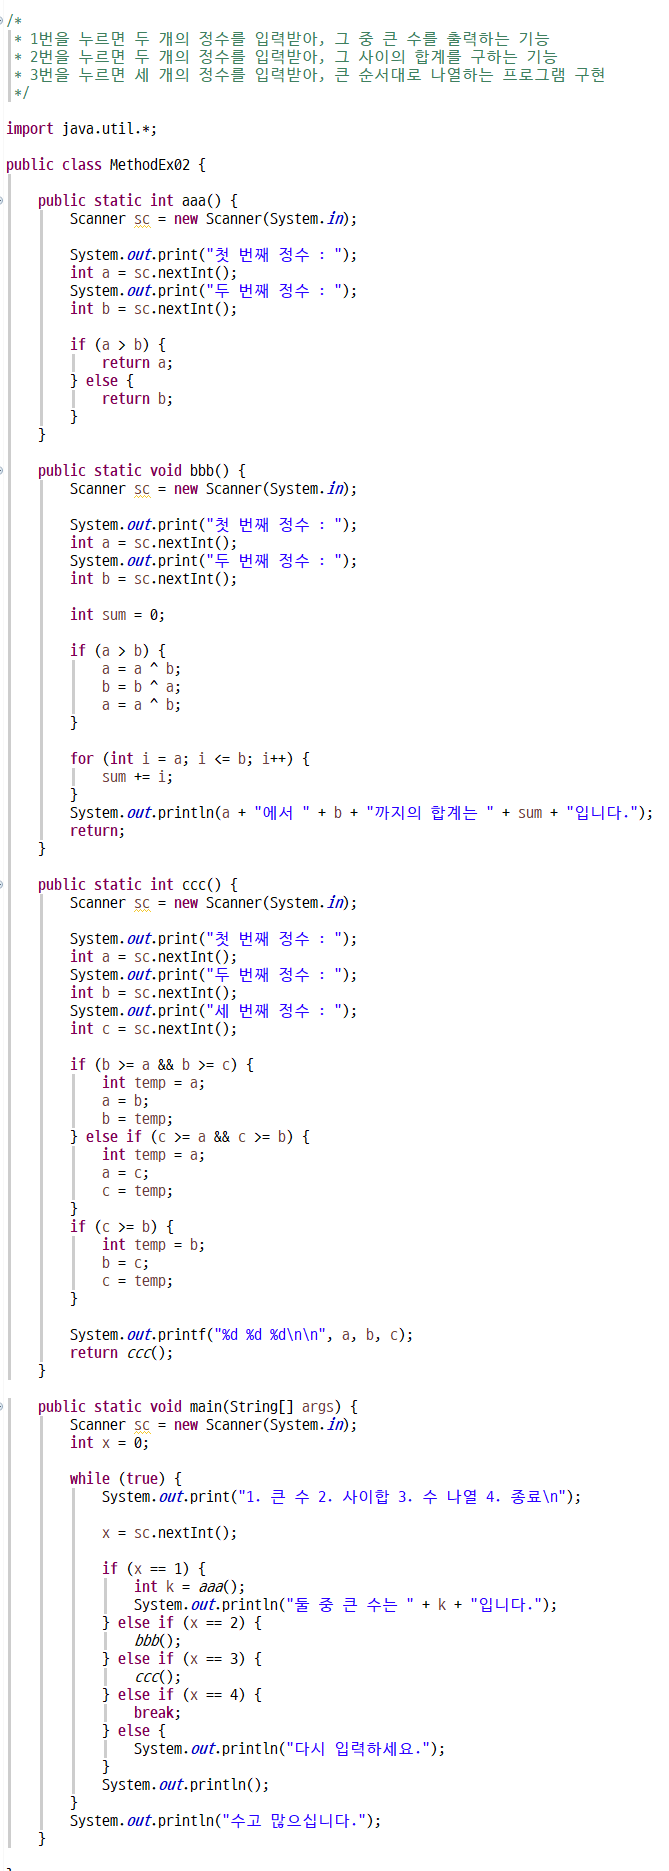 /*
 * 1번을 누르면 두 개의 정수를 입력받아, 그 중 큰 수를 출력하는 기능
 * 2번을 누르면 두 개의 정수를 입력받아, 그 사이의 합계를 구하는 기능
 * 3번을 누르면 세 개의 정수를 입력받아, 큰 순서대로 나열하는 프로그램 구현
 */

import java.util.*;

public class MethodEx02 {

    public static int aaa() {
        Scanner sc = new Scanner(System.in);

        System.out.print("첫 번째 정수 : ");
        int a = sc.nextInt();
        System.out.print("두 번째 정수 : ");
        int b = sc.nextInt();

        if (a > b) {
            return a;
        } else {
            return b;
        }
    }

    public static void bbb() {
        Scanner sc = new Scanner(System.in);

        System.out.print("첫 번째 정수 : ");
        int a = sc.nextInt();
        System.out.print("두 번째 정수 : ");
        int b = sc.nextInt();

        int sum = 0;

        if (a > b) {
            a = a ^ b;
            b = b ^ a;
            a = a ^ b;
        }

        for (int i = a; i <= b; i++) {
            sum += i;
        }
        System.out.println(a + "에서 " + b + "까지의 합계는 " + sum + "입니다.");
        return;
    }

    public static int ccc() {
        Scanner sc = new Scanner(System.in);

        System.out.print("첫 번째 정수 : ");
        int a = sc.nextInt();
        System.out.print("두 번째 정수 : ");
        int b = sc.nextInt();
        System.out.print("세 번째 정수 : ");
        int c = sc.nextInt();

        if (b >= a && b >= c) {
            int temp = a;
            a = b;
            b = temp;
        } else if (c >= a && c >= b) {
            int temp = a;
            a = c;
            c = temp;
        }
        if (c >= b) {
            int temp = b;
            b = c;
            c = temp;
        }

        System.out.printf("%d %d %d\n\n", a, b, c);
        return ccc();
    }

    public static void main(String[] args) {
        Scanner sc = new Scanner(System.in);
        int x = 0;

        while (true) {
            System.out.print("1. 큰 수 2. 사이합 3. 수 나열 4. 종료\n");

            x = sc.nextInt();

            if (x == 1) {
                int k = aaa();
                System.out.println("둘 중 큰 수는 " + k + "입니다.");
            } else if (x == 2) {
                bbb();
            } else if (x == 3) {
                ccc();
            } else if (x == 4) {
                break;
            } else {
                System.out.println("다시 입력하세요.");
            }
            System.out.println();
        }
        System.out.println("수고 많으십니다.");
    }

}